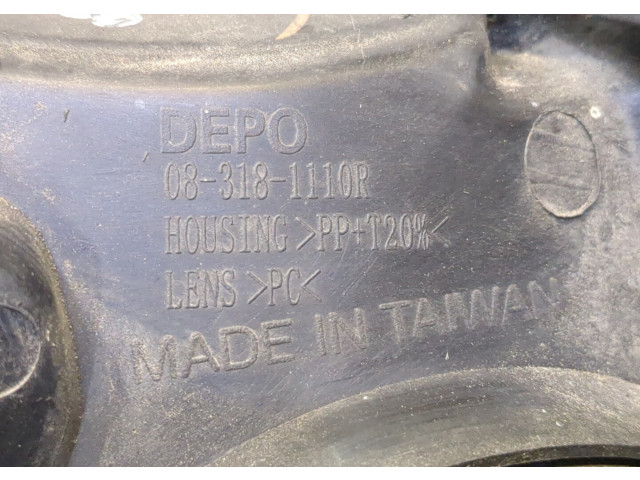 DEPO
08-318-1110R
HOUSING >PP+T20%<
LENS >PC<
MADE IN TAIWAN